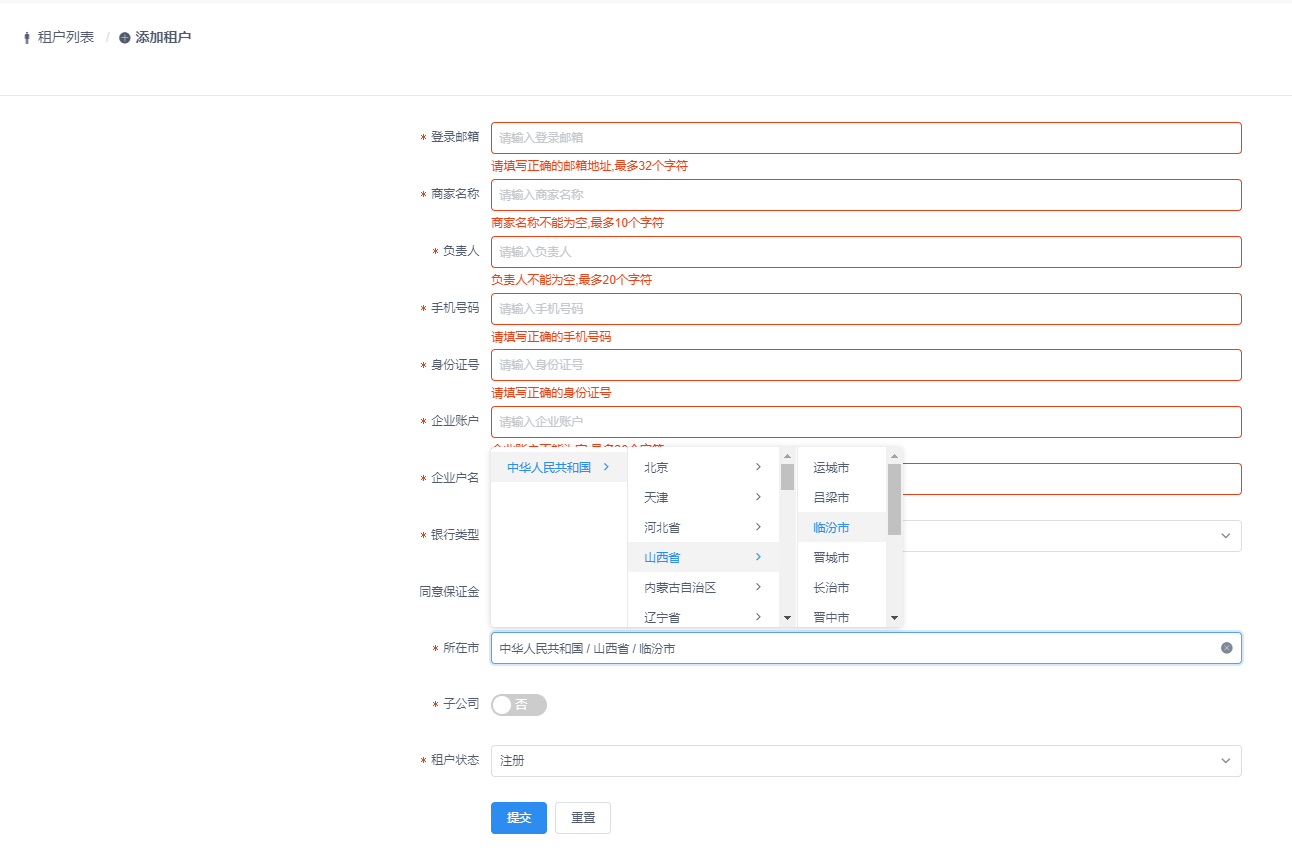 租户列表 / 添加租户
* 登录邮箱 请输入登录邮箱
请填写正确的邮箱地址,最多32个字符
* 商家名称 请输入商家名称
商家名称不能为空,最多10个字符
* 负责人 请输入负责人
负责人不能为空,最多20个字符
* 手机号码 请输入手机号码
请填写正确的手机号码
* 身份证号 请输入身份证号
请填写正确的身份证号
* 企业账户 请输入企业账户
* 企业户名
* 银行类型
同意保证金
中华人民共和国
北京
天津
河北省
山西省
内蒙古自治区
辽宁省
运城市
吕梁市
临汾市
晋城市
长治市
晋中市
* 所在市 中华人民共和国 / 山西省 / 临汾市
* 子公司 否
* 租户状态 注册
提交 重置